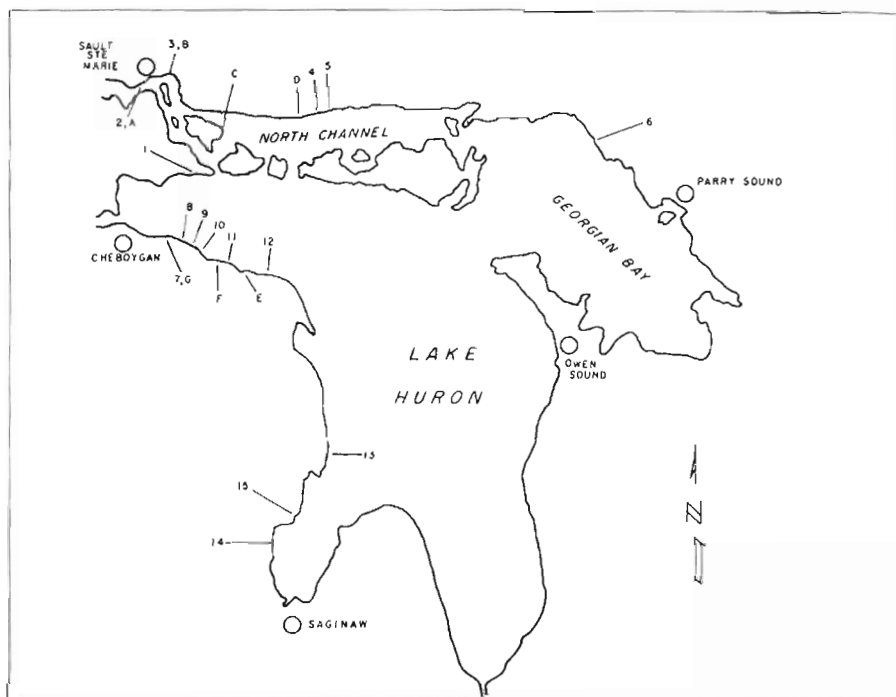 SAULT
STE
MARIE
3,B
C
D
4
5
2,A
NORTH CHANNEL
6
1
PARRY SOUND
GEORGIAN BAY
8
9
10
11
12
CHEBOYGAN
7,G
F
E
LAKE
HURON
OWEN
SOUND
13
15
N
14
SAGINAW